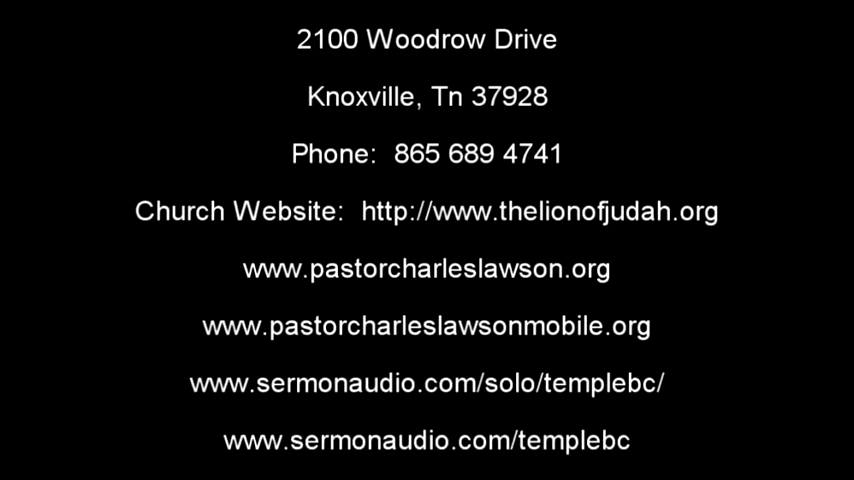 2100 Woodrow Drive
Knoxville, Tn 37928
Phone:  865 689 4741
Church Website:  http://www.thelionofjudah.org
www.pastorcharleslawson.org
www.pastorcharleslawsonmobile.org
www.sermonaudio.com/solo/templebc/
www.sermonaudio.com/templebc